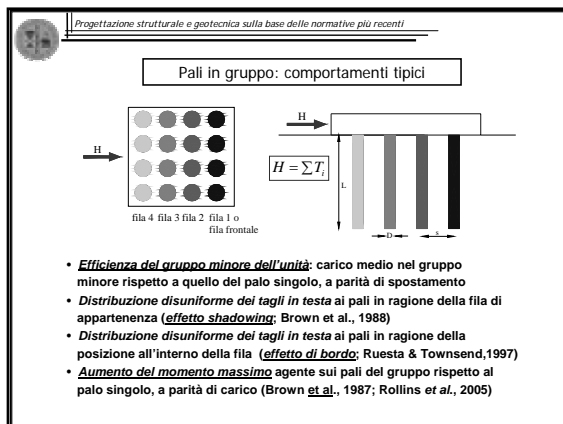 Progettazione strutturale e geotecnica sulla base delle normative più recenti
Pali in gruppo: comportamenti tipici
H
fila 4 fila 3 fila 2 fila 1 o
fila frontale
H
H = ∑T_i
L
D
s
• Efficienza del gruppo minore dell'unità: carico medio nel gruppo
minore rispetto a quello del palo singolo, a parità di spostamento
• Distribuzione disuniforme dei tagli in testa ai pali in ragione della fila di
appartenenza (effetto shadowing; Brown et al., 1988)
• Distribuzione disuniforme dei tagli in testa ai pali in ragione della
posizione all'interno della fila (effetto di bordo; Ruesta & Townsend,1997)
• Aumento del momento massimo agente sui pali del gruppo rispetto al
palo singolo, a parità di carico (Brown et al., 1987; Rollins et al., 2005)